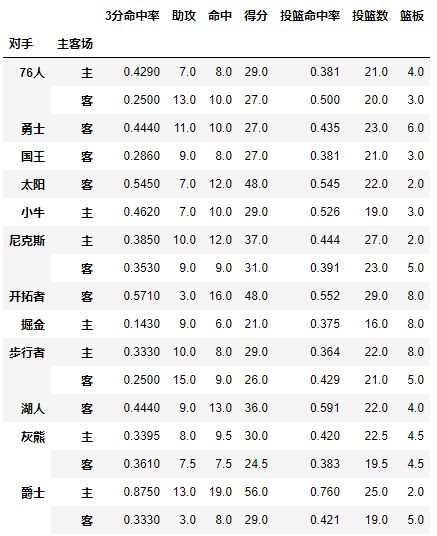 3分命中率 助攻 命中 得分 投篮命中率 投篮数 篮板
对手 主客场
76人 主 0.4290 7.0 8.0 29.0 0.381 21.0 4.0
客 0.2500 13.0 10.0 27.0 0.500 20.0 3.0
勇士 客 0.4440 11.0 10.0 27.0 0.435 23.0 6.0
国王 客 0.2860 9.0 8.0 27.0 0.381 21.0 3.0
太阳 客 0.5450 7.0 12.0 48.0 0.545 22.0 2.0
小牛 主 0.4620 7.0 10.0 29.0 0.526 19.0 3.0
尼克斯 主 0.3850 10.0 12.0 37.0 0.444 27.0 2.0
客 0.3530 9.0 9.0 31.0 0.391 23.0 5.0
开拓者 客 0.5710 3.0 16.0 48.0 0.552 29.0 8.0
掘金 主 0.1430 9.0 6.0 21.0 0.375 16.0 8.0
步行者 主 0.3330 10.0 8.0 29.0 0.364 22.0 8.0
客 0.2500 15.0 9.0 26.0 0.429 21.0 5.0
湖人 客 0.4440 9.0 13.0 36.0 0.591 22.0 4.0
灰熊 主 0.3395 8.0 9.5 30.0 0.420 22.5 4.5
客 0.3610 7.5 7.5 24.5 0.383 19.5 4.5
爵士 主 0.8750 13.0 19.0 56.0 0.760 25.0 2.0
客 0.3330 3.0 8.0 29.0 0.421 19.0 5.0